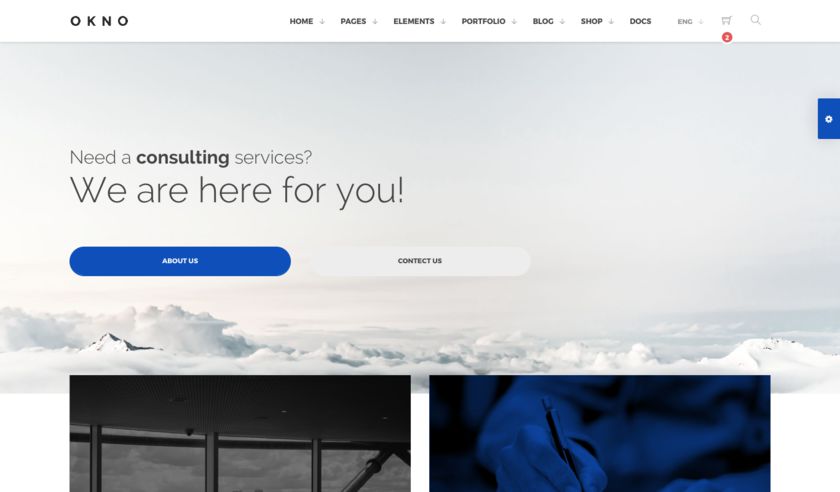 OKNO
HOME PAGES ELEMENTS PORTFOLIO BLOG SHOP DOCS ENG
2
Need a consulting services?
We are here for you!
ABOUT US
CONTECT US